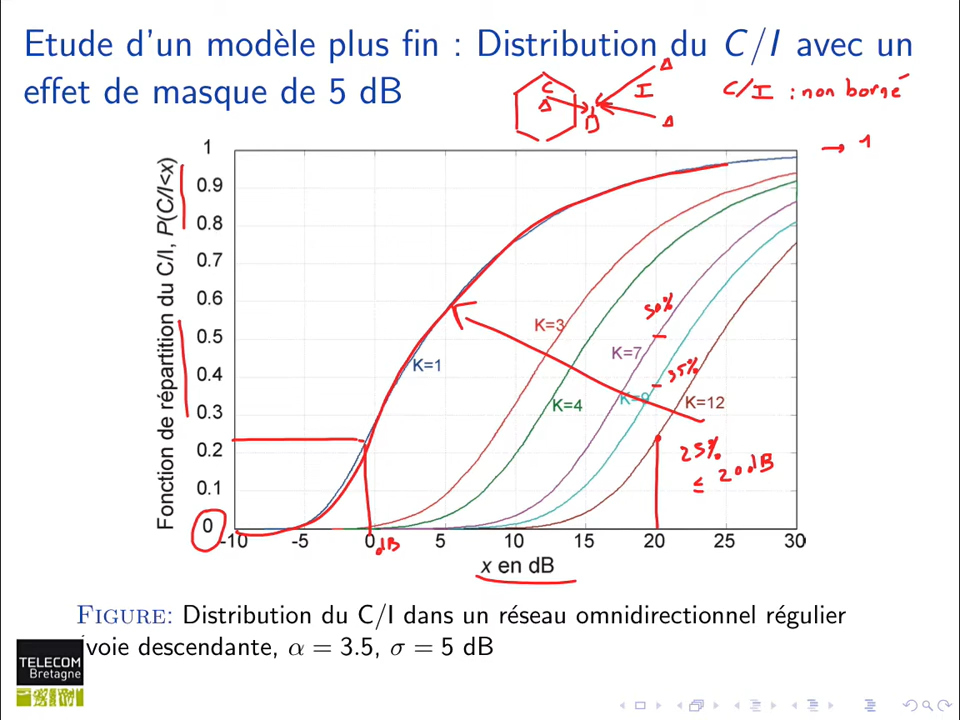 Etude d'un modèle plus fin : Distribution du C/I avec un
effet de masque de 5 dB
C
I
C/I : non borné
→ 1
Fonction de répartition du C/I, P(C/I<x)
1
0.9
0.8
0.7
0.6
0.5
0.4
0.3
0.2
0.1
0
K=1
K=3
K=4
K=7
K=9
K=12
50%
35%
25%
≤ 20dB
-10
-5
0
5
10
15
20
25
30
dB
x en dB
FIGURE: Distribution du C/I dans un réseau omnidirectionnel régulier
voie descendante, α = 3.5, σ = 5 dB
TELECOM
Bretagne